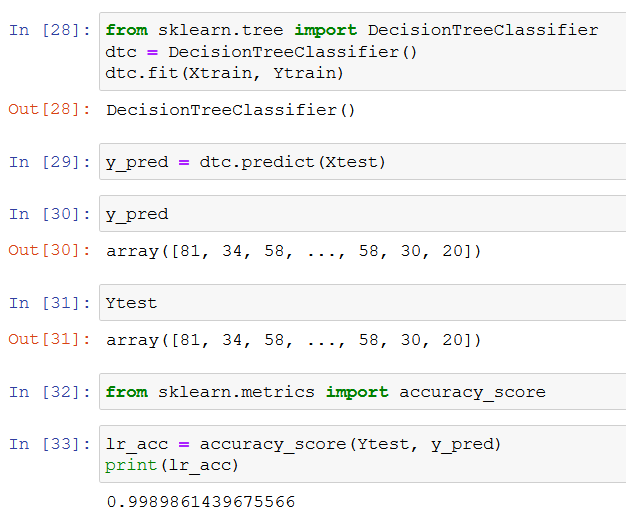 In [28]: from sklearn.tree import DecisionTreeClassifier
dtc = DecisionTreeClassifier()
dtc.fit(Xtrain, Ytrain)
Out[28]: DecisionTreeClassifier()
In [29]: y_pred = dtc.predict(Xtest)
In [30]: y_pred
Out[30]: array([81, 34, 58, ..., 58, 30, 20])
In [31]: Ytest
Out[31]: array([81, 34, 58, ..., 58, 30, 20])
In [32]: from sklearn.metrics import accuracy_score
In [33]: lr_acc = accuracy_score(Ytest, y_pred)
print(lr_acc)
0.9989861439675566